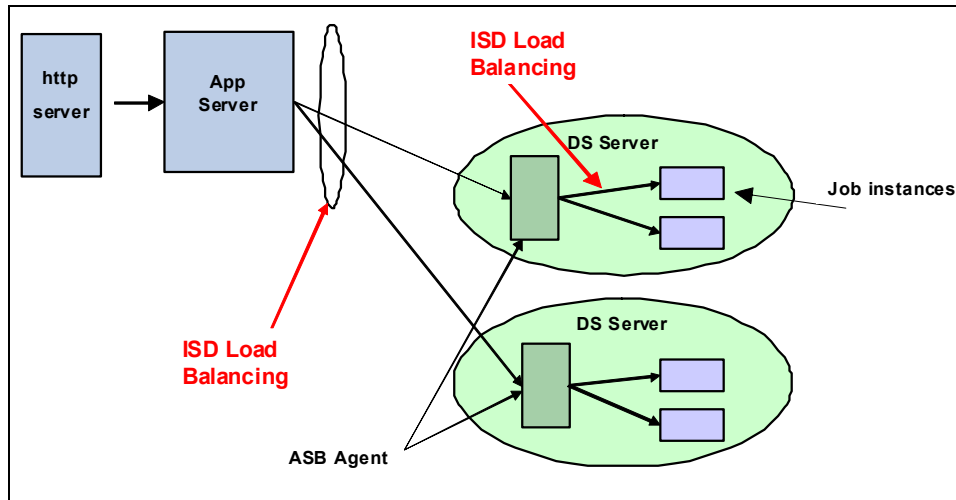 http
server
App
Server
ISD Load
Balancing
DS Server
Job instances
ISD Load
Balancing
DS Server
ASB Agent